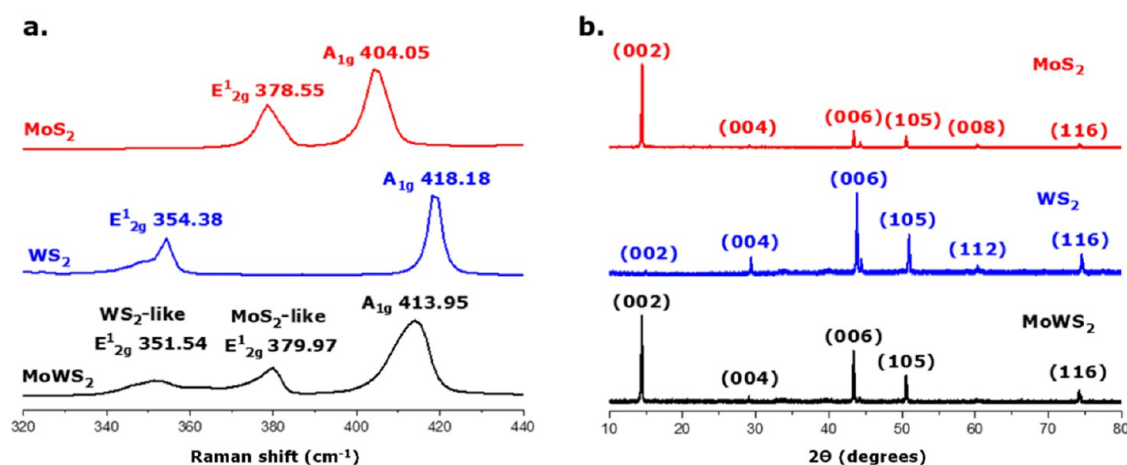 a.
A1g 404.05
E¹2g 378.55
MoS2
A1g 418.18
E¹2g 354.38
WS2
WS2-like
E¹2g 351.54
MoS2-like
E¹2g 379.97
A1g 413.95
MoWS2
320 340 360 380 400 420 440
Raman shift (cm⁻¹)
b.
(002)
MoS2
(004)
(006)
(105)
(008)
(116)
WS2
(002)
(004)
(006)
(105)
(112)
(116)
MoWS2
(002)
(004)
(006)
(105)
(116)
10 20 30 40 50 60 70 80
2Θ (degrees)